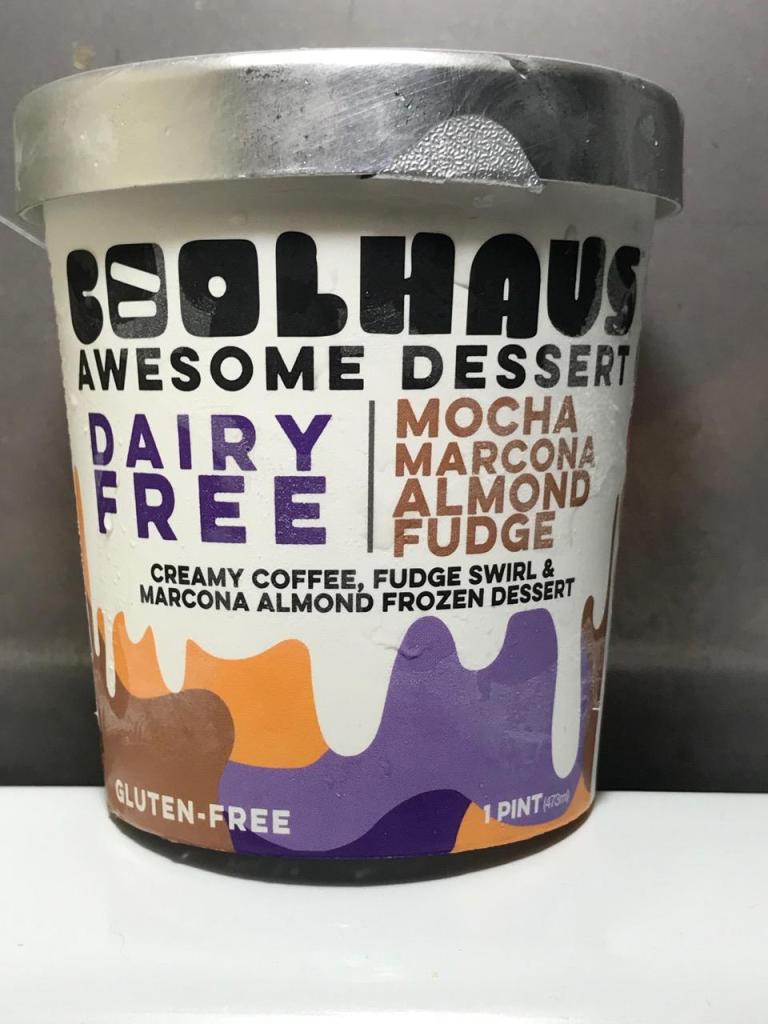 COOLHAUS
AWESOME DESSERT
DAIRY
FREE
MOCHA
MARCONA
ALMOND
FUDGE
CREAMY COFFEE, FUDGE SWIRL &
MARCONA ALMOND FROZEN DESSERT
GLUTEN-FREE
1 PINT (473ml)